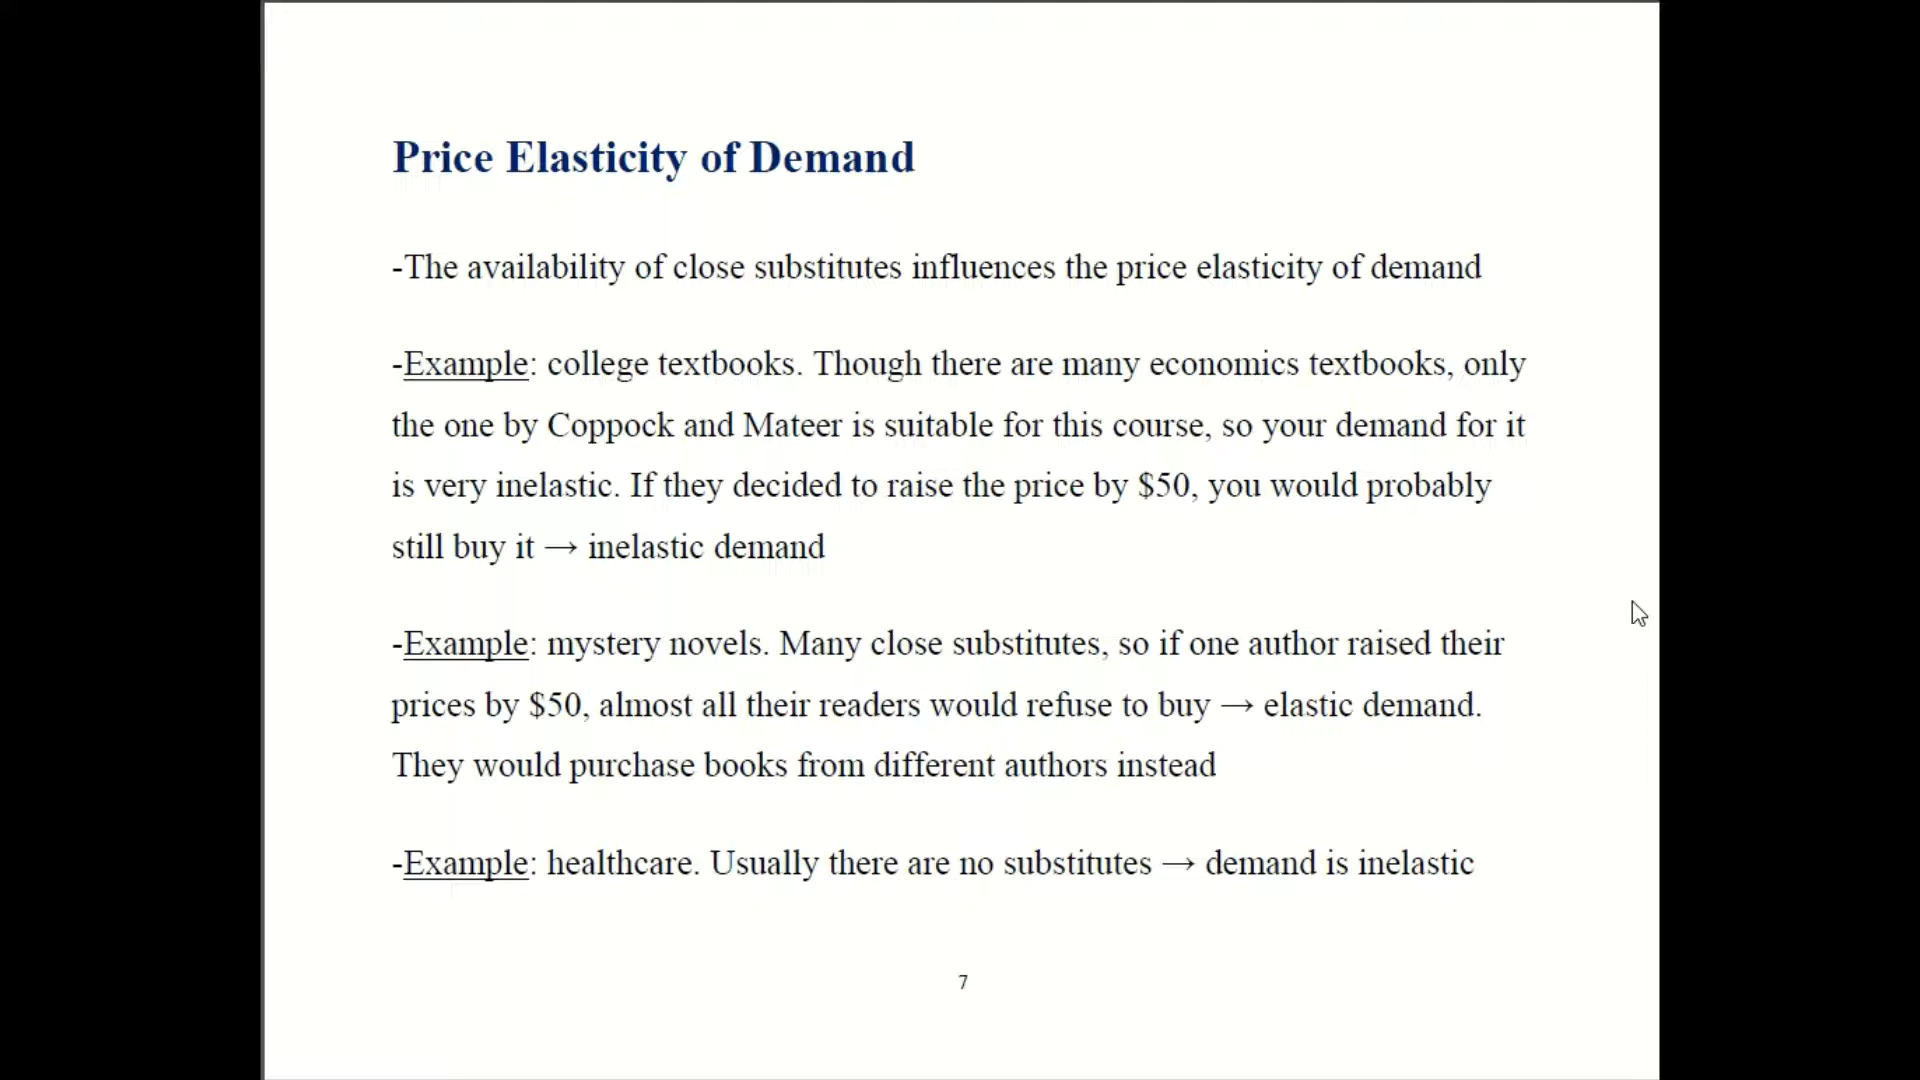 Price Elasticity of Demand
-The availability of close substitutes influences the price elasticity of demand
-Example: college textbooks. Though there are many economics textbooks, only
the one by Coppock and Mateer is suitable for this course, so your demand for it
is very inelastic. If they decided to raise the price by $50, you would probably
still buy it → inelastic demand
-Example: mystery novels. Many close substitutes, so if one author raised their
prices by $50, almost all their readers would refuse to buy → elastic demand.
They would purchase books from different authors instead
-Example: healthcare. Usually there are no substitutes → demand is inelastic
7